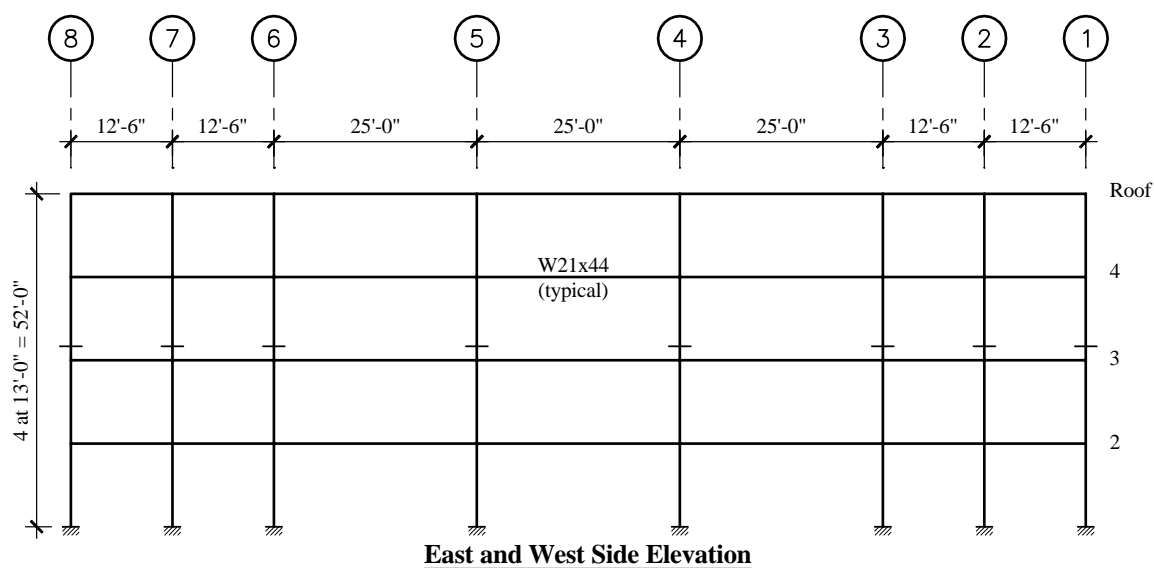 8 7 6 5 4 3 2 1
12'-6" 12'-6" 25'-0" 25'-0" 25'-0" 12'-6" 12'-6"
Roof
W21x44
(typical)
4
3
2
4 at 13'-0" = 52'-0"
East and West Side Elevation